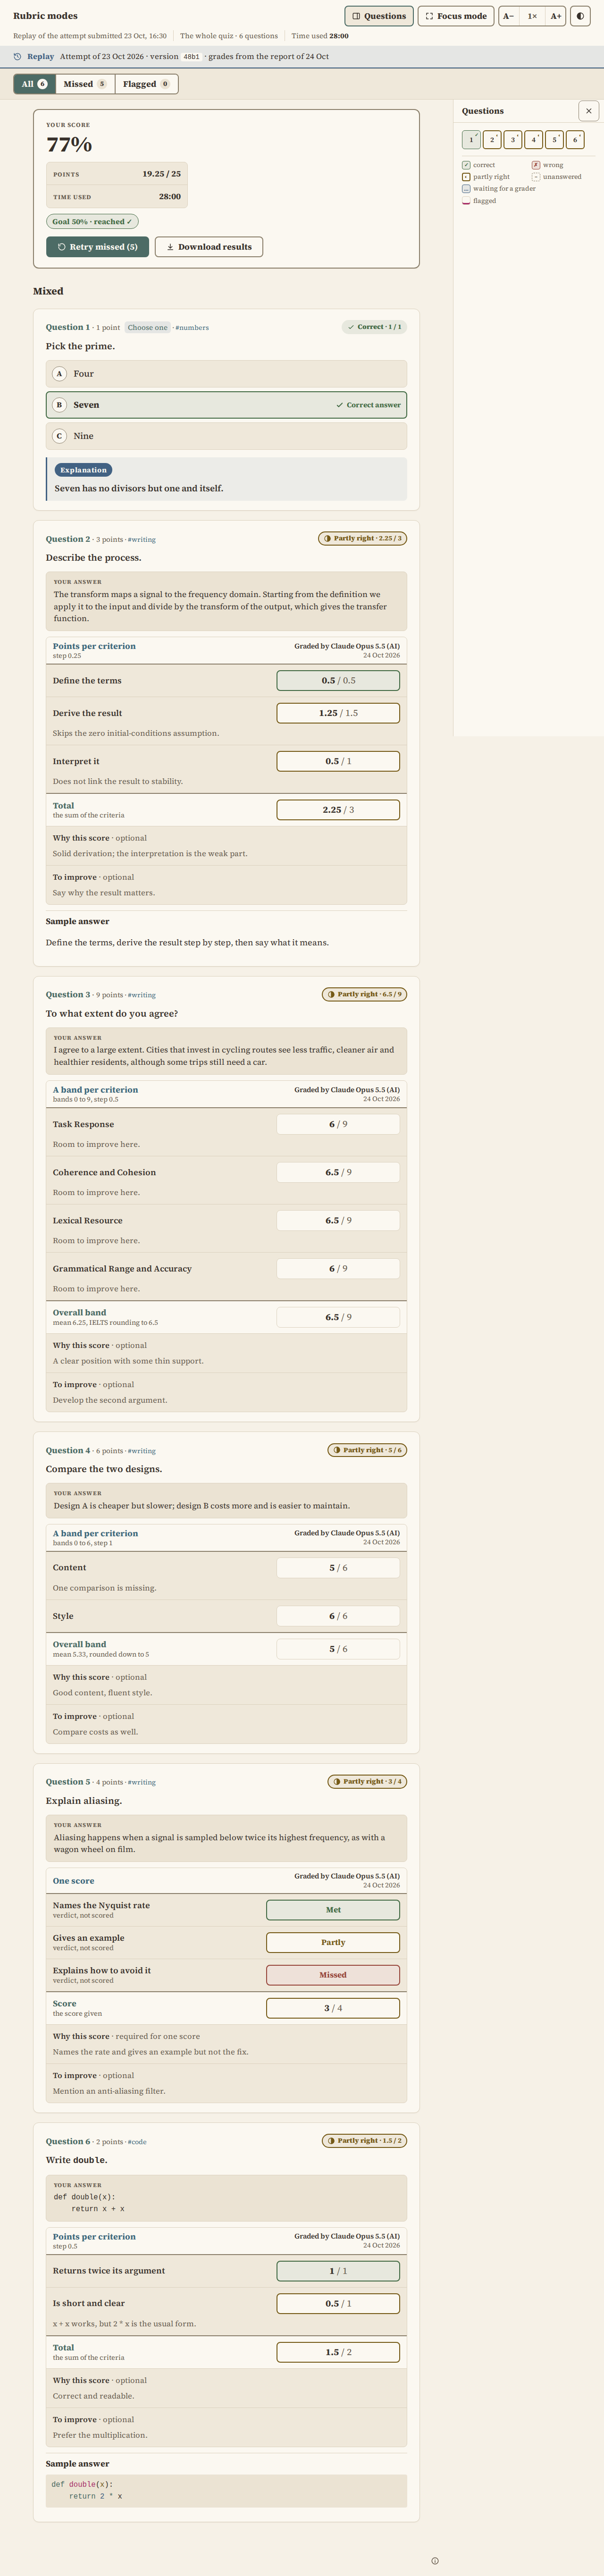 Rubric modes
Questions
Focus mode
A−
1×
A+
Replay of the attempt submitted 23 Oct, 16:30
The whole quiz · 6 questions
Time used 28:00
Replay
Attempt of 23 Oct 2026 · version 48b1 · grades from the report of 24 Oct
All 6
Missed 5
Flagged 0
YOUR SCORE
77%
POINTS 19.25 / 25
TIME USED 28:00
Goal 50% · reached ✓
Retry missed (5)
Download results
Questions
1 2 3 4 5 6
correct
wrong
partly right
unanswered
waiting for a grader
flagged
Mixed
Question 1 · 1 point Choose one · #numbers
Correct · 1 / 1
Pick the prime.
A Four
B Seven
Correct answer
C Nine
Explanation
Seven has no divisors but one and itself.
Question 2 · 3 points · #writing
Partly right · 2.25 / 3
Describe the process.
YOUR ANSWER
The transform maps a signal to the frequency domain. Starting from the definition we
apply it to the input and divide by the transform of the output, which gives the transfer
function.
Points per criterion
step 0.25
Graded by Claude Opus 5.5 (AI)
24 Oct 2026
Define the terms
0.5 / 0.5
Derive the result
1.25 / 1.5
Skips the zero initial-conditions assumption.
Interpret it
0.5 / 1
Does not link the result to stability.
Total
the sum of the criteria
2.25 / 3
Why this score · optional
Solid derivation; the interpretation is the weak part.
To improve · optional
Say why the result matters.
Sample answer
Define the terms, derive the result step by step, then say what it means.
Question 3 · 9 points · #writing
Partly right · 6.5 / 9
To what extent do you agree?
YOUR ANSWER
I agree to a large extent. Cities that invest in cycling routes see less traffic, cleaner air and
healthier residents, although some trips still need a car.
A band per criterion
bands 0 to 9, step 0.5
Graded by Claude Opus 5.5 (AI)
24 Oct 2026
Task Response
6 / 9
Room to improve here.
Coherence and Cohesion
6.5 / 9
Room to improve here.
Lexical Resource
6.5 / 9
Room to improve here.
Grammatical Range and Accuracy
6 / 9
Room to improve here.
Overall band
mean 6.25, IELTS rounding to 6.5
6.5 / 9
Why this score · optional
A clear position with some thin support.
To improve · optional
Develop the second argument.
Question 4 · 6 points · #writing
Partly right · 5 / 6
Compare the two designs.
YOUR ANSWER
Design A is cheaper but slower; design B costs more and is easier to maintain.
A band per criterion
bands 0 to 6, step 1
Graded by Claude Opus 5.5 (AI)
24 Oct 2026
Content
5 / 6
One comparison is missing.
Style
6 / 6
Overall band
mean 5.33, rounded down to 5
5 / 6
Why this score · optional
Good content, fluent style.
To improve · optional
Compare costs as well.
Question 5 · 4 points · #writing
Partly right · 3 / 4
Explain aliasing.
YOUR ANSWER
Aliasing happens when a signal is sampled below twice its highest frequency, as with a
wagon wheel on film.
One score
Graded by Claude Opus 5.5 (AI)
24 Oct 2026
Names the Nyquist rate
verdict, not scored
Met
Gives an example
verdict, not scored
Partly
Explains how to avoid it
verdict, not scored
Missed
Score
the score given
3 / 4
Why this score · required for one score
Names the rate and gives an example but not the fix.
To improve · optional
Mention an anti-aliasing filter.
Question 6 · 2 points · #code
Partly right · 1.5 / 2
Write double.
YOUR ANSWER
def double(x):
    return x + x
Points per criterion
step 0.5
Graded by Claude Opus 5.5 (AI)
24 Oct 2026
Returns twice its argument
1 / 1
Is short and clear
0.5 / 1
x + x works, but 2 * x is the usual form.
Total
the sum of the criteria
1.5 / 2
Why this score · optional
Correct and readable.
To improve · optional
Prefer the multiplication.
Sample answer
def double(x):
    return 2 * x